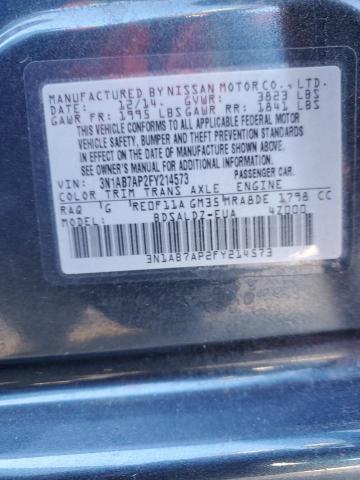 MANUFACTURED BY NISSAN MOTOR CO., LTD.
DATE: 12/14 GVWR: 3823 LBS
GAWR FR: 1995 LBS GAWR RR: 1841 LBS
THIS VEHICLE CONFORMS TO ALL
APPLICABLE FEDERAL MOTOR VEHICLE
SAFETY, BUMPER AND THEFT PREVENTION
STANDARDS IN EFFECT ON THE DATE OF
MANUFACTURE SHOWN ABOVE.
SEE OWNER'S MANUAL FOR
ADDITIONAL INFORMATION
VIN: 3N1AB7AP2FY214573 PASSENGER CAR
COLOR TRIM TRANS AXLE ENGINE
RAQ G RE0F11A GM35 MRA8DE 1798 CC
MODEL: BDSALDZ-EUA 4Z000
3N1AB7AP2FY214573